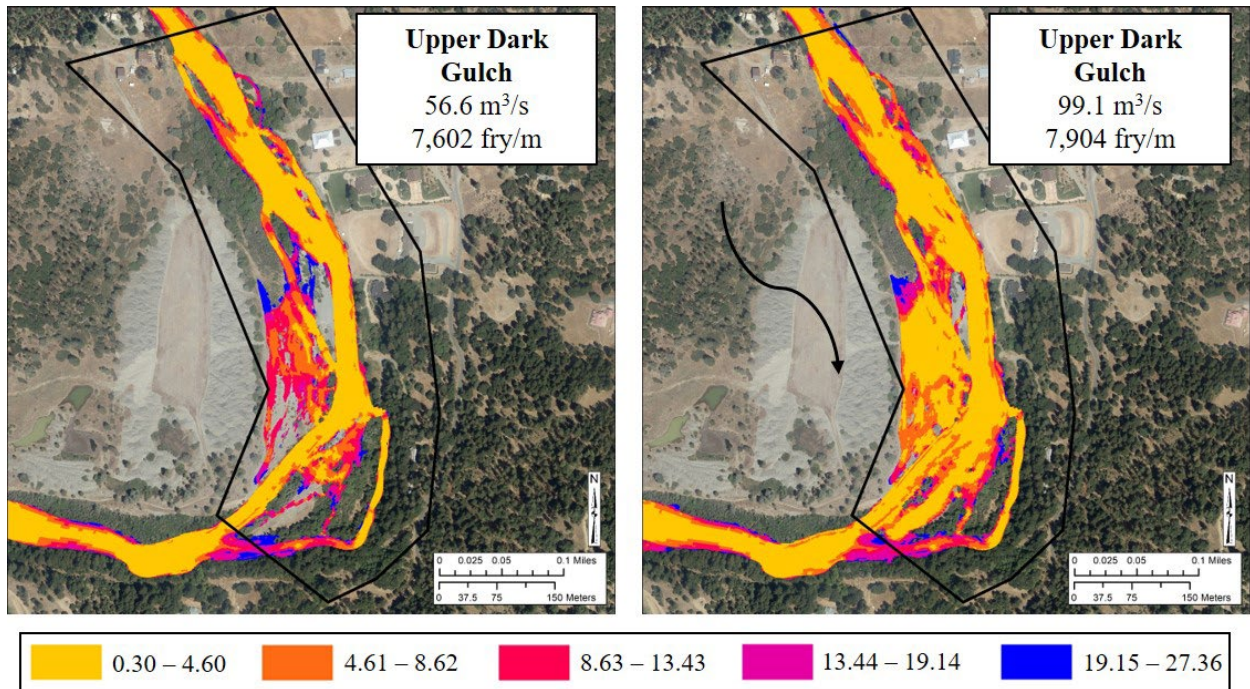 Upper Dark
Gulch
56.6 m³/s
7,602 fry/m
N
0 0.025 0.05 0.1 Miles
0 37.5 75 150 Meters
Upper Dark
Gulch
99.1 m³/s
7,904 fry/m
N
0 0.025 0.05 0.1 Miles
0 37.5 75 150 Meters
0.30 – 4.60
4.61 – 8.62
8.63 – 13.43
13.44 – 19.14
19.15 – 27.36